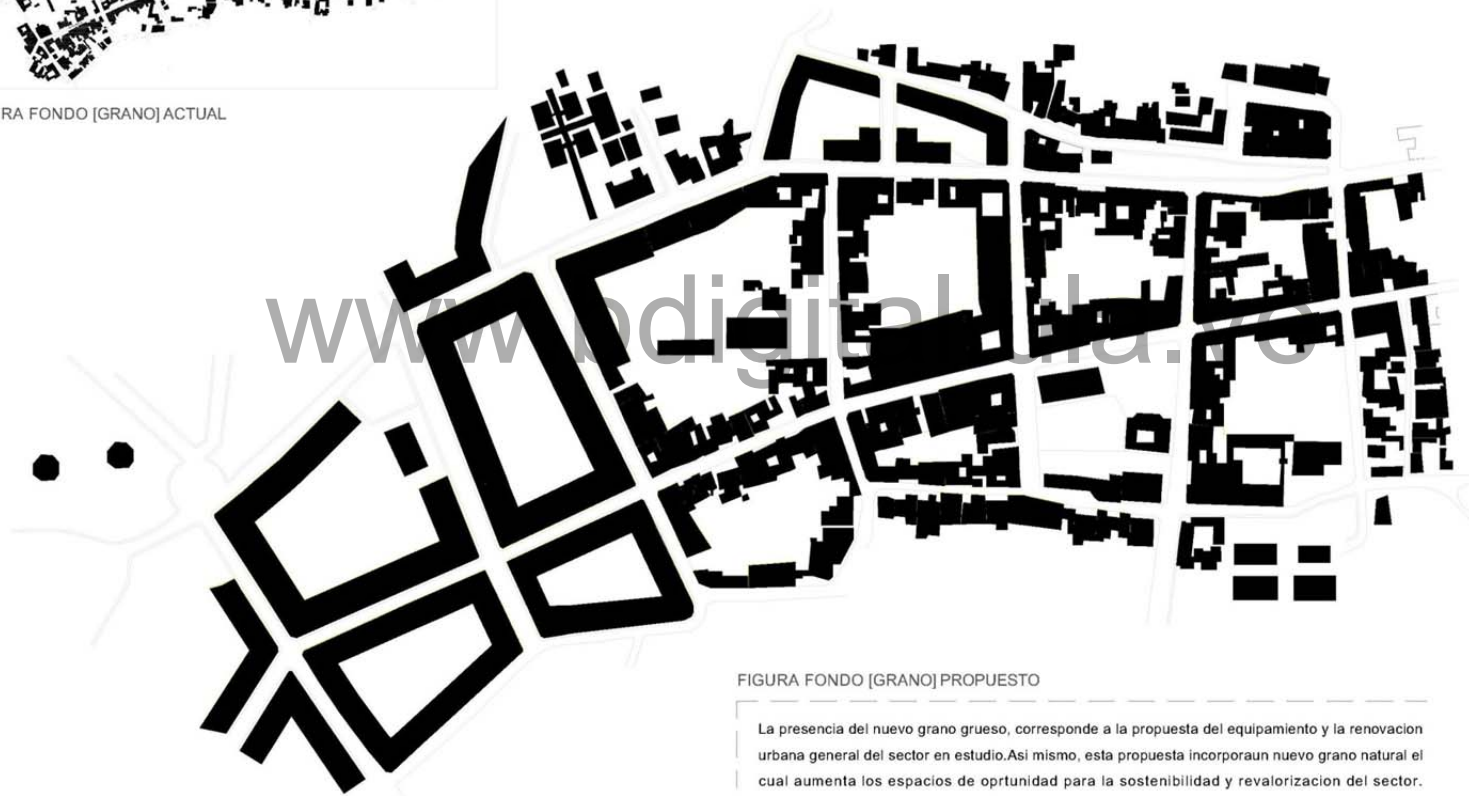 RA FONDO [GRANO] ACTUAL
www.bdigital.ula.ve
FIGURA FONDO [GRANO] PROPUESTO
La presencia del nuevo grano grueso, corresponde a la propuesta del equipamiento y la renovacion
urbana general del sector en estudio.Asi mismo, esta propuesta incorporaun nuevo grano natural el
cual aumenta los espacios de oprtunidad para la sostenibilidad y revalorizacion del sector.